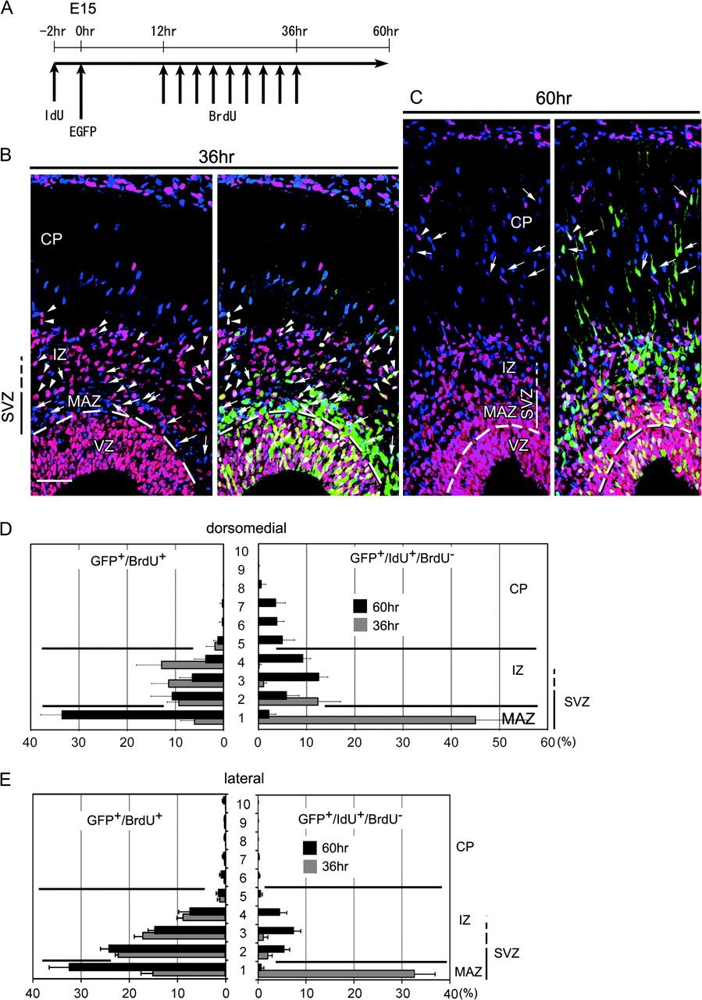 A
E15
-2hr 0hr 12hr 36hr 60hr
IdU
EGFP
BrdU
B
36hr
CP
IZ
MAZ
VZ
SVZ
C
60hr
CP
IZ
MAZ
SVZ
VZ
D
dorsomedial
GFP+/BrdU+
GFP+/IdU+/BrdU-
60hr
36hr
10
9
8
7
6
5
4
3
2
1
CP
IZ
SVZ
MAZ
40 30 20 10 0
0 10 20 30 40 50 60 (%)
E
lateral
GFP+/BrdU+
GFP+/IdU+/BrdU-
60hr
36hr
10
9
8
7
6
5
4
3
2
1
CP
IZ
SVZ
MAZ
40 30 20 10 0
0 10 20 30 40 (%)